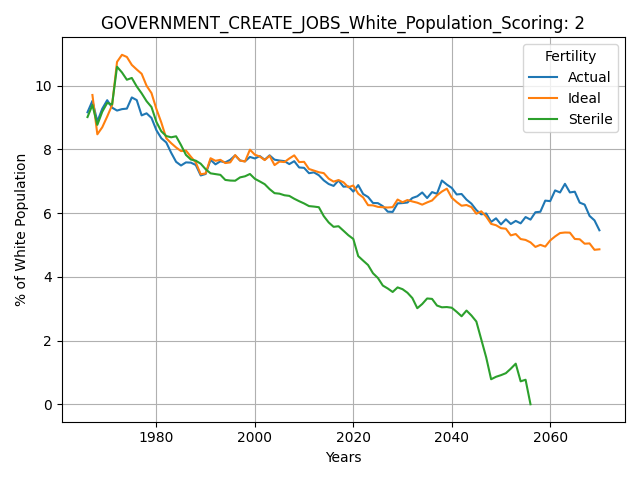 GOVERNMENT_CREATE_JOBS_White_Population_Scoring: 2
% of White Population
10
8
6
4
2
0
Fertility
Actual
Ideal
Sterile
1980
2000
2020
2040
2060
Years